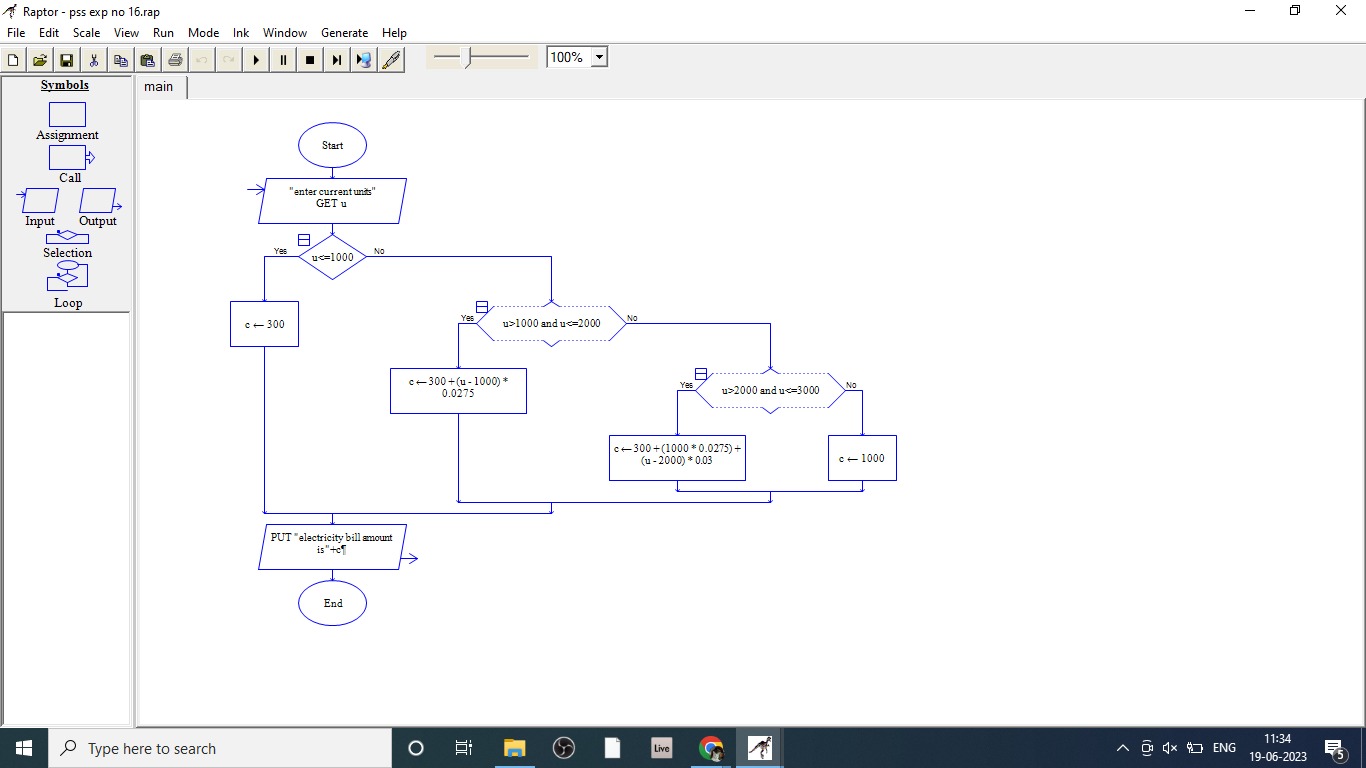 Raptor - pss exp no 16.rap
File Edit Scale View Run Mode Ink Window Generate Help
100%
Symbols
Assignment
Call
Input Output
Selection
Loop
main
Start
"enter current units"
GET u
Yes
u<=1000
No
c ← 300
Yes
u>1000 and u<=2000
No
c ← 300 + (u - 1000) *
0.0275
Yes
u>2000 and u<=3000
No
c ← 300 + (1000 * 0.0275) +
(u - 2000) * 0.03
c ← 1000
PUT "electricity bill amount
is"+c¶
End
Type here to search
Live
ENG
11:34
19-06-2023
5